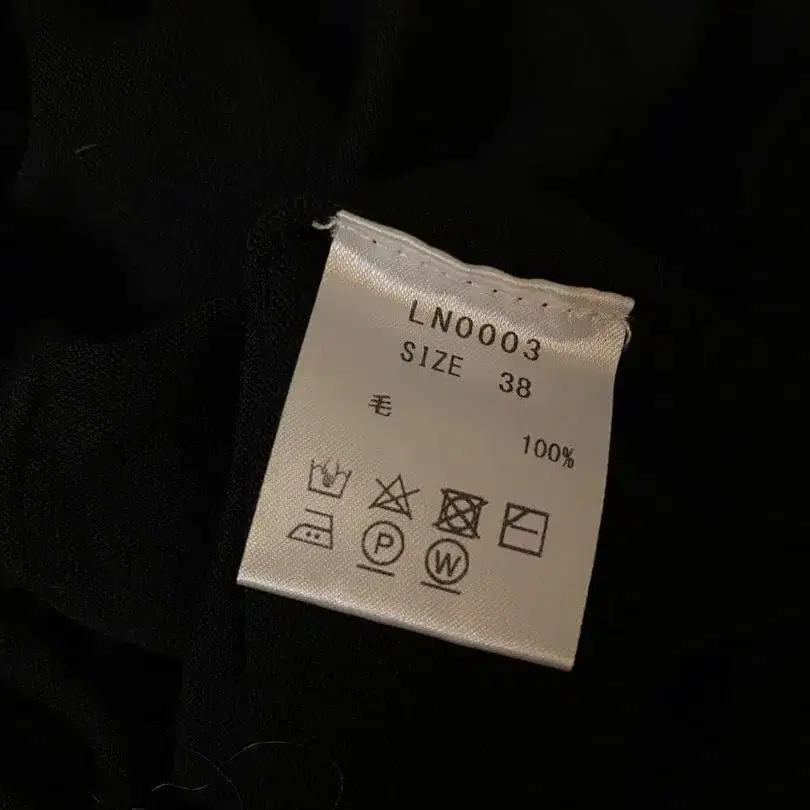 LN0003
SIZE 38
毛
100%
P W